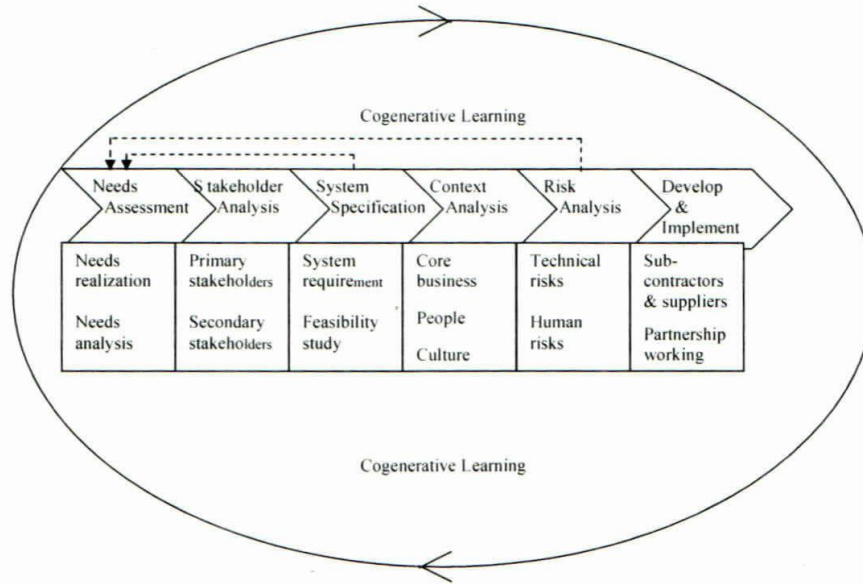 Cogenerative Learning
Needs
Assessment
Stakeholder
Analysis
System
Specification
Context
Analysis
Risk
Analysis
Develop
&
Implement
Needs
realization
Needs
analysis
Primary
stakeholders
Secondary
stakeholders
System
requirement
Feasibility
study
Core
business
People
Culture
Technical
risks
Human
risks
Sub-
contractors
& suppliers
Partnership
working
Cogenerative Learning